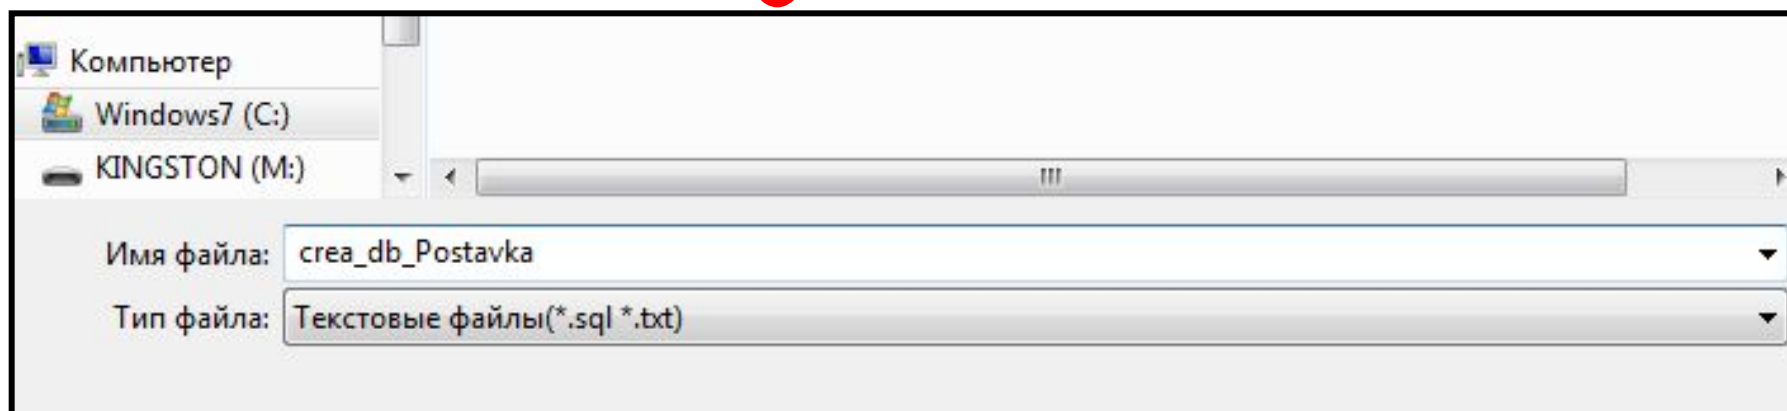 Компьютер
Windows7 (C:)
KINGSTON (M:)
Имя файла: crea_db_Postavka
Тип файла: Текстовые файлы(*.sql *.txt)